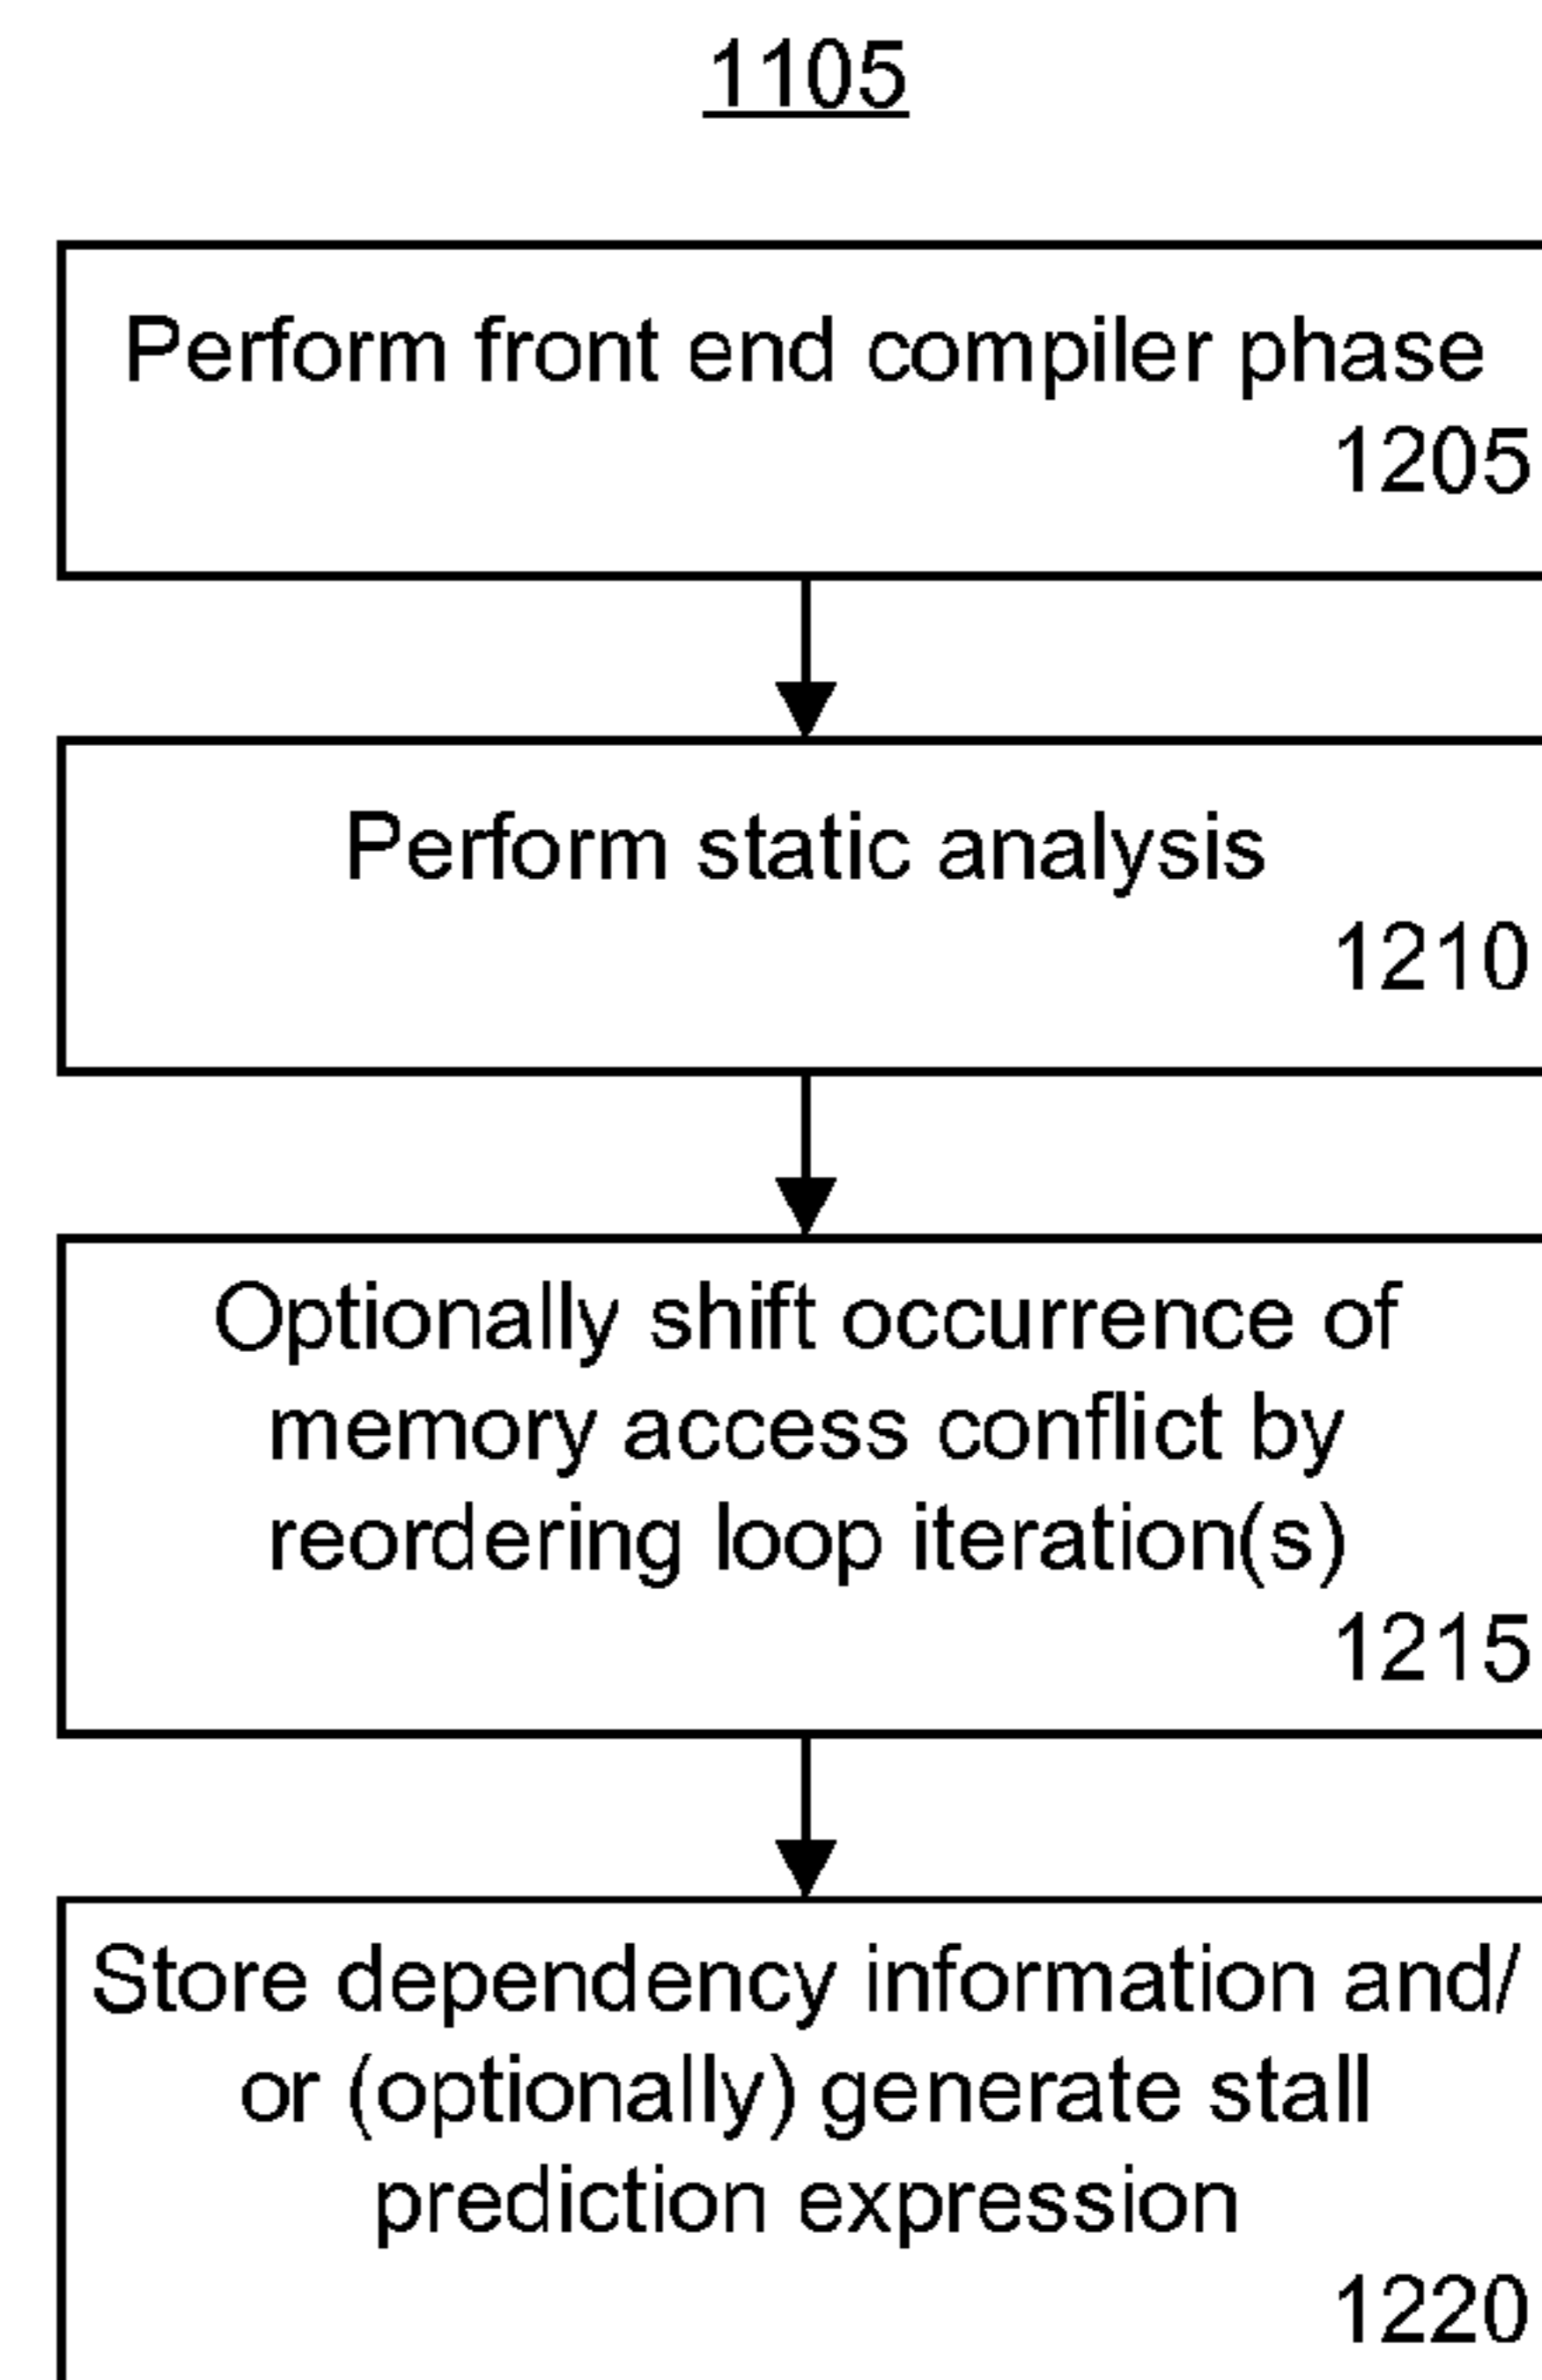 1105
Perform front end compiler phase
1205
Perform static analysis
1210
Optionally shift occurrence of
memory access conflict by
reordering loop iteration(s)
1215
Store dependency information and/
or (optionally) generate stall
prediction expression
1220